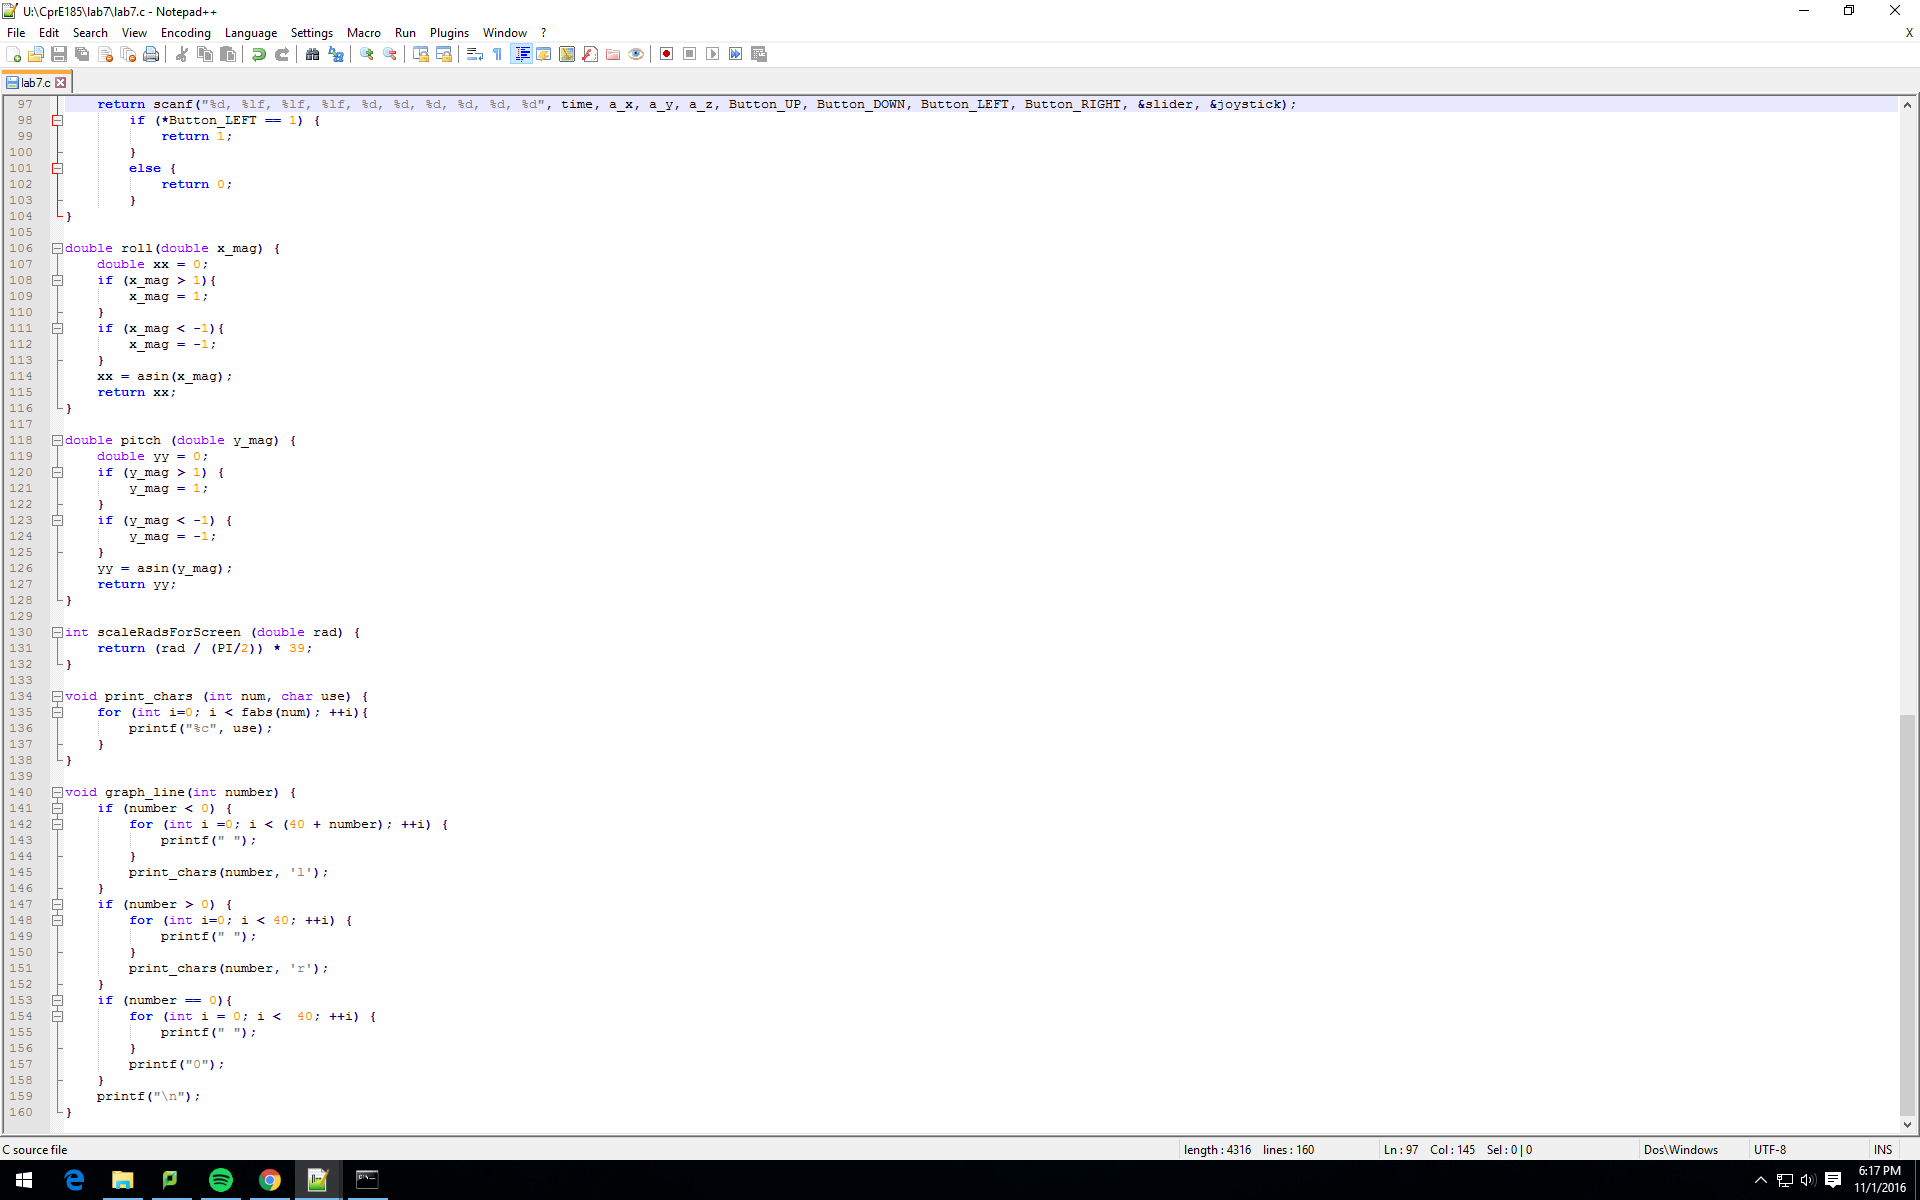 U:\CprE185\lab7\lab7.c - Notepad++
File Edit Search View Encoding Language Settings Macro Run Plugins Window ? X
lab7.c
97 return scanf("%d, %lf, %lf, %lf, %d, %d, %d, %d, %d, %d", time, a_x, a_y, a_z, Button_UP, Button_DOWN, Button_LEFT, Button_RIGHT, &slider, &joystick);
98 if (*Button_LEFT == 1) {
99 return 1;
100 }
101 else {
102 return 0;
103 }
104 }
105
106 double roll(double x_mag) {
107 double xx = 0;
108 if (x_mag > 1){
109 x_mag = 1;
110 }
111 if (x_mag < -1){
112 x_mag = -1;
113 }
114 xx = asin(x_mag);
115 return xx;
116 }
117
118 double pitch (double y_mag) {
119 double yy = 0;
120 if (y_mag > 1) {
121 y_mag = 1;
122 }
123 if (y_mag < -1) {
124 y_mag = -1;
125 }
126 yy = asin(y_mag);
127 return yy;
128 }
129
130 int scaleRadsForScreen (double rad) {
131 return (rad / (PI/2)) * 39;
132 }
133
134 void print_chars (int num, char use) {
135 for (int i=0; i < fabs(num); ++i){
136 printf("%c", use);
137 }
138 }
139
140 void graph_line(int number) {
141 if (number < 0) {
142 for (int i =0; i < (40 + number); ++i) {
143 printf(" ");
144 }
145 print_chars(number, 'l');
146 }
147 if (number > 0) {
148 for (int i=0; i < 40; ++i) {
149 printf(" ");
150 }
151 print_chars(number, 'r');
152 }
153 if (number == 0){
154 for (int i = 0; i <  40; ++i) {
155 printf(" ");
156 }
157 printf("0");
158 }
159 printf("\n");
160 }
C source file length : 4316 lines : 160 Ln : 97 Col : 145 Sel : 0 | 0 Dos\Windows UTF-8 INS
6:17 PM
11/1/2016